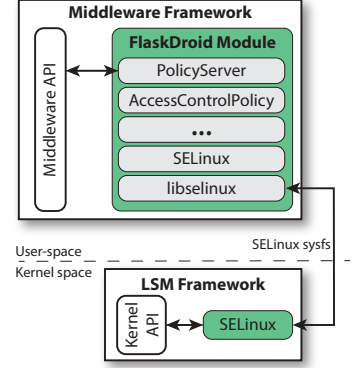 Middleware Framework
Middleware API
FlaskDroid Module
PolicyServer
AccessControlPolicy
...
SELinux
libselinux
User-space
SELinux sysfs
Kernel space
LSM Framework
Kernel
API
SELinux